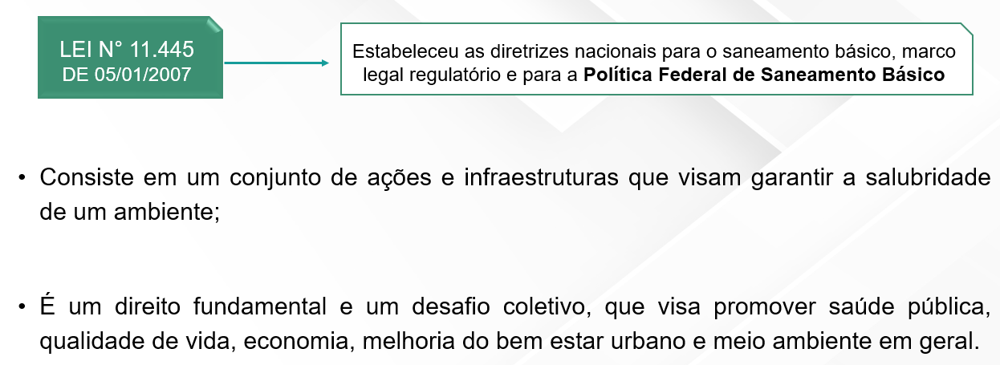 LEI N° 11.445
DE 05/01/2007
Estabeleceu as diretrizes nacionais para o saneamento básico, marco
legal regulatório e para a Política Federal de Saneamento Básico
• Consiste em um conjunto de ações e infraestruturas que visam garantir a salubridade
de um ambiente;
• É um direito fundamental e um desafio coletivo, que visa promover saúde pública,
qualidade de vida, economia, melhoria do bem estar urbano e meio ambiente em geral.